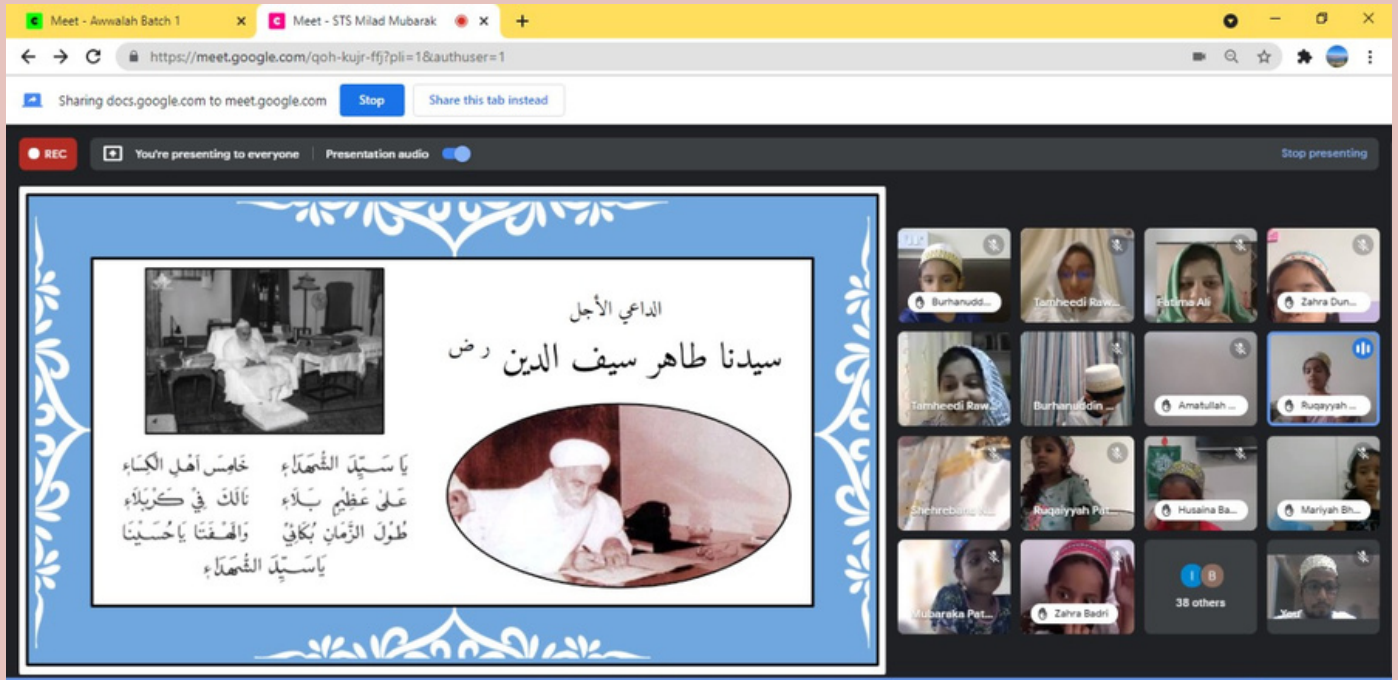 Meet - Awwalah Batch 1
Meet - STS Milad Mubarak
https://meet.google.com/qoh-kujr-ffj?pli=1&authuser=1
Sharing docs.google.com to meet.google.com
Stop
Share this tab instead
REC
You're presenting to everyone
Presentation audio
Stop presenting
الداعي الأجل
سيدنا طاهر سيف الدين رض
يَا سَيِّدَ الشُّهَدَاءِ خَامِسَ أَهْلِ الْكِسَاءِ
عَلىٰ عَظِيْمِ بَلَاءِ نَالَكَ فِيْ كَرْبَلَاءِ
طُوْلَ الزَّمَانِ بُكَائِيْ وَالَهْفَتَا يَا حُسَيْنَا
يَا سَيِّدَ الشُّهَدَاءِ
Burhanudd...
Tamheedi Raw...
Fatima Ali
Zahra Dun...
Tamheedi Raw...
Burhanuddin ...
Amatullah ...
Ruqayyah ...
Shehrebanu N...
Ruqaiyyah Pat...
Husaina Ba...
Mariyah Bh...
Mubaraka Pat...
Zahra Badri
I B
38 others
You